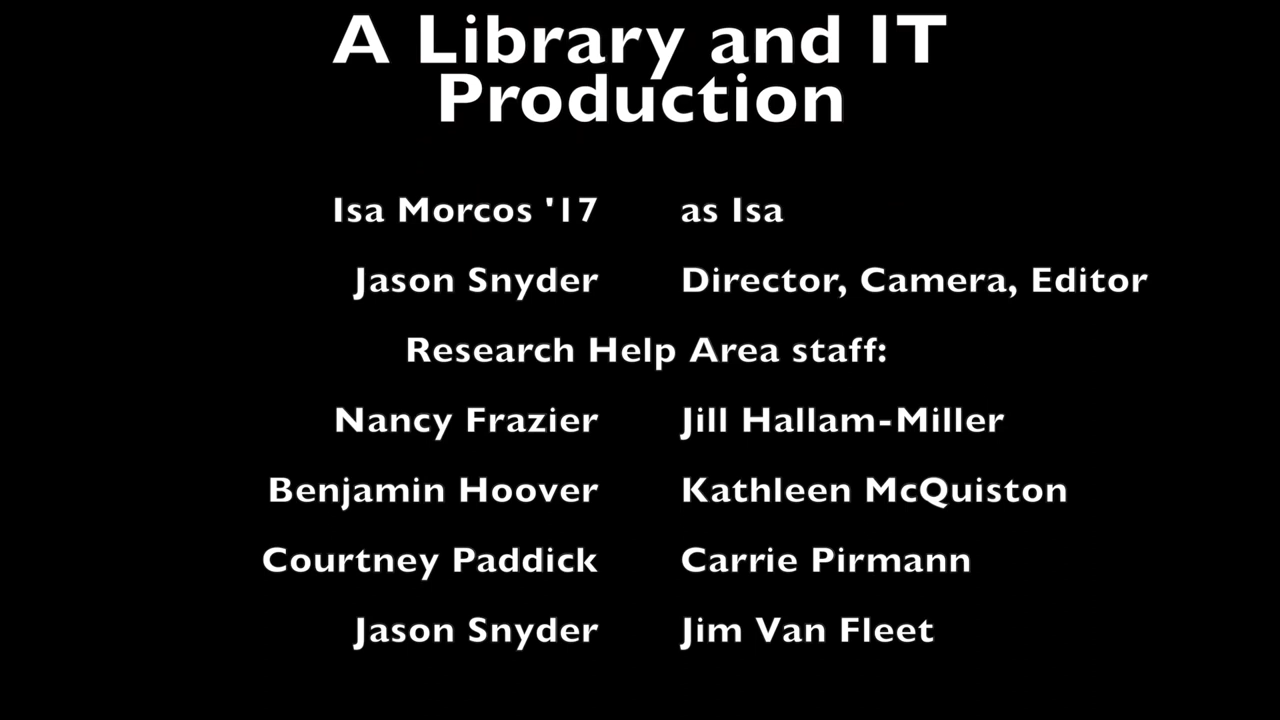 A Library and IT
Production
Isa Morcos '17 as Isa
Jason Snyder Director, Camera, Editor
Research Help Area staff:
Nancy Frazier Jill Hallam-Miller
Benjamin Hoover Kathleen McQuiston
Courtney Paddick Carrie Pirmann
Jason Snyder Jim Van Fleet